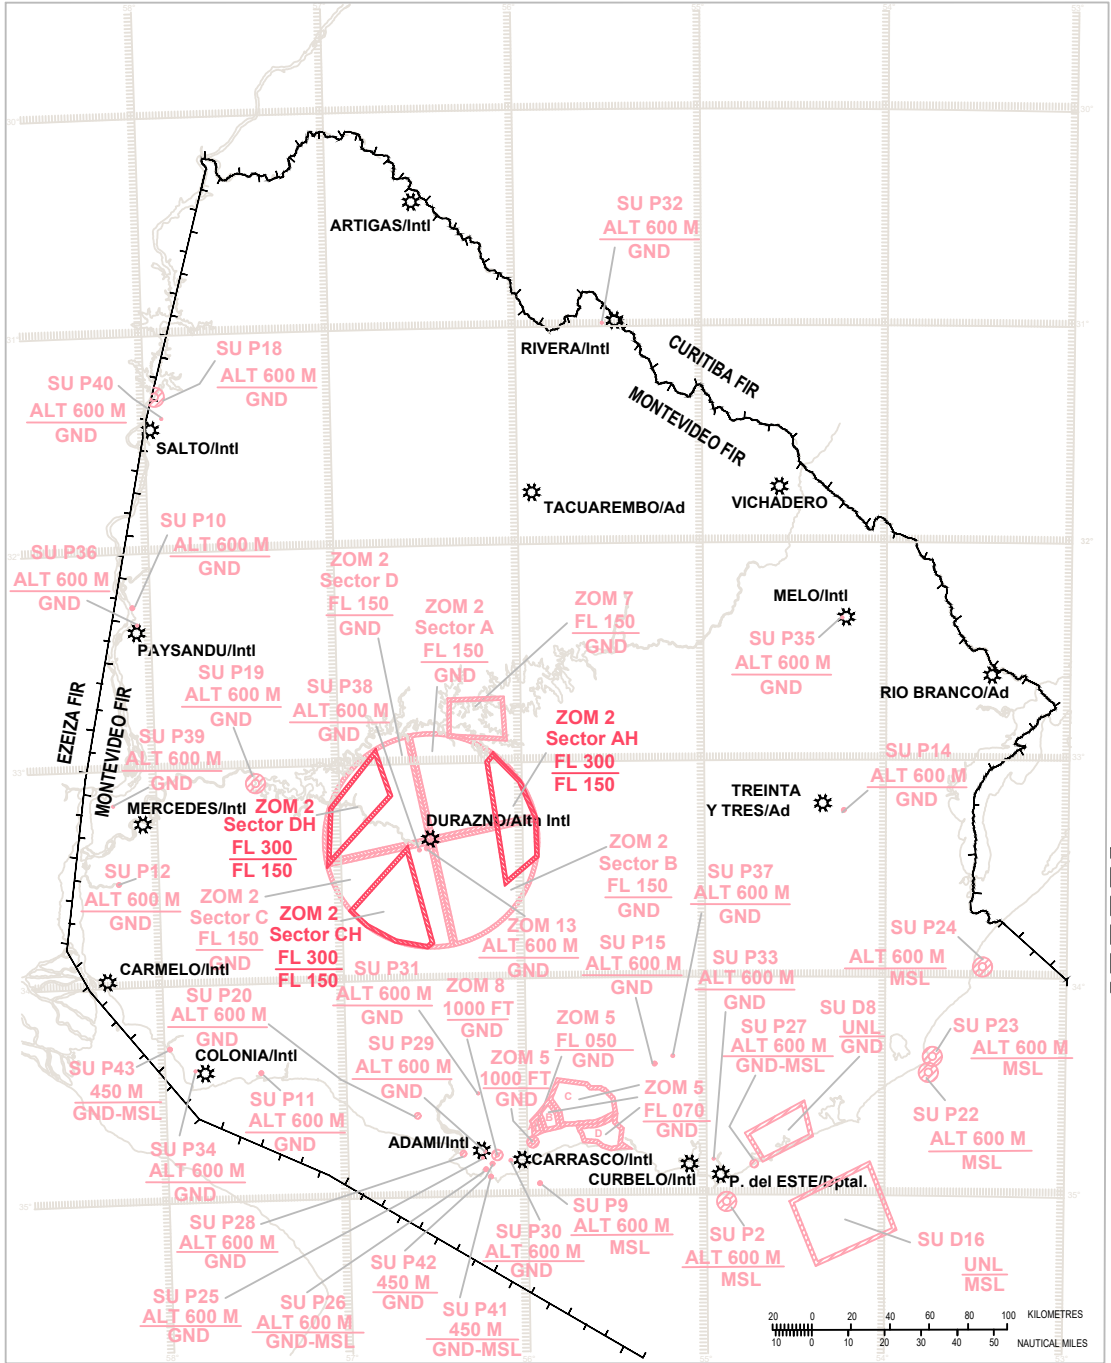 ARTIGAS/Intl
SU P32
ALT 600 M
GND
RIVERA/Intl
CURITIBA FIR
MONTEVIDEO FIR
SU P18
ALT 600 M
GND
SU P40
ALT 600 M
GND
SALTO/Intl
TACUAREMBO/Ad
VICHADERO
SU P10
ALT 600 M
GND
SU P36
ALT 600 M
GND
PAYSANDU/Intl
ZOM 2
Sector D
FL 150
GND
ZOM 2
Sector A
FL 150
GND
ZOM 7
FL 150
GND
MELO/Intl
SU P35
ALT 600 M
GND
RIO BRANCO/Ad
SU P19
ALT 600 M
GND
SU P38
ALT 600 M
GND
EZEIZA FIR
MONTEVIDEO FIR
SU P39
ALT 600 M
GND
ZOM 2
Sector AH
FL 300
FL 150
SU P14
ALT 600 M
GND
TREINTA
Y TRES/Ad
MERCEDES/Intl
ZOM 2
Sector DH
FL 300
FL 150
DURAZNO/Alta Intl
ZOM 2
Sector B
FL 150
GND
SU P37
ALT 600 M
GND
SU P12
ALT 600 M
GND
ZOM 2
Sector C
FL 150
GND
ZOM 2
Sector CH
FL 300
FL 150
ZOM 13
ALT 600 M
GND
SU P15
ALT 600 M
GND
SU P24
ALT 600 M
MSL
CARMELO/Intl
SU P31
ALT 600 M
GND
ZOM 8
1000 FT
GND
SU P33
ALT 600 M
GND
SU P20
ALT 600 M
GND
ZOM 5
FL 050
GND
SU D8
UNL
GND
SU P27
ALT 600 M
GND-MSL
SU P23
ALT 600 M
MSL
SU P43
450 M
GND-MSL
COLONIA/Intl
SU P29
ALT 600 M
GND
ZOM 5
1000 FT
GND
ZOM 5
FL 070
GND
C
B
D
SU P11
ALT 600 M
GND
SU P22
ALT 600 M
MSL
SU P34
ALT 600 M
GND
ADAMI/Intl
CARRASCO/Intl
CURBELO/Intl
P. del ESTE/Dptal.
SU P28
ALT 600 M
GND
SU P9
ALT 600 M
MSL
SU P30
ALT 600 M
GND
SU P2
ALT 600 M
MSL
SU D16
UNL
MSL
SU P42
450 M
GND
SU P25
ALT 600 M
GND
SU P26
ALT 600 M
GND-MSL
SU P41
450 M
GND-MSL
20 0 20 40 60 80 100 KILOMETRES
10 0 10 20 30 40 50 NAUTICAL MILES